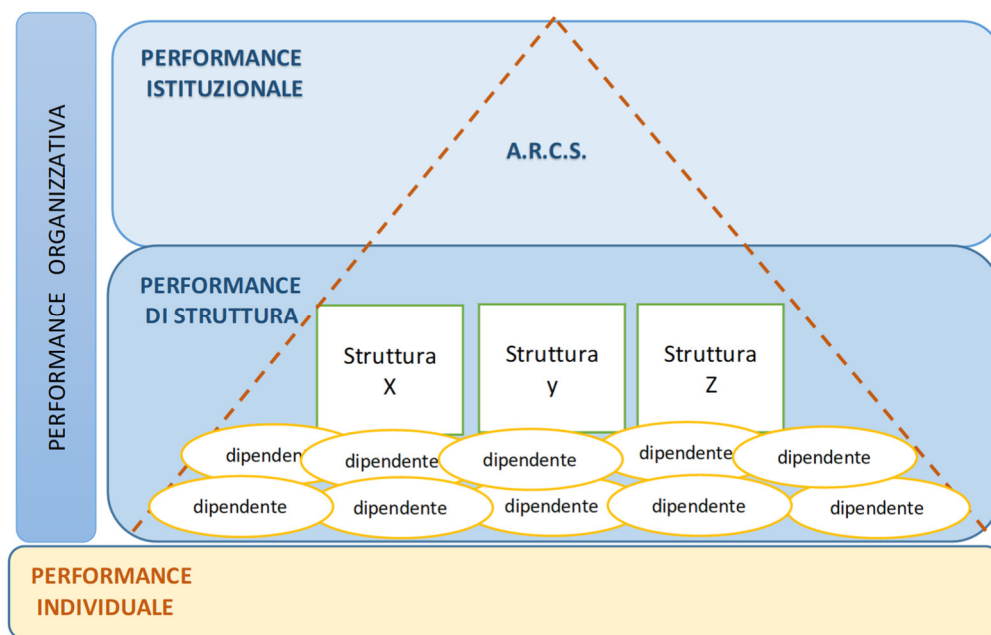 PERFORMANCE ORGANIZZATIVA
PERFORMANCE
ISTITUZIONALE
A.R.C.S.
PERFORMANCE
DI STRUTTURA
Struttura
X
Struttura
y
Struttura
Z
dipenden
dipendente
dipendente
dipendente
dipendente
dipendente
dipendente
dipendente
dipendente
dipendente
PERFORMANCE
INDIVIDUALE